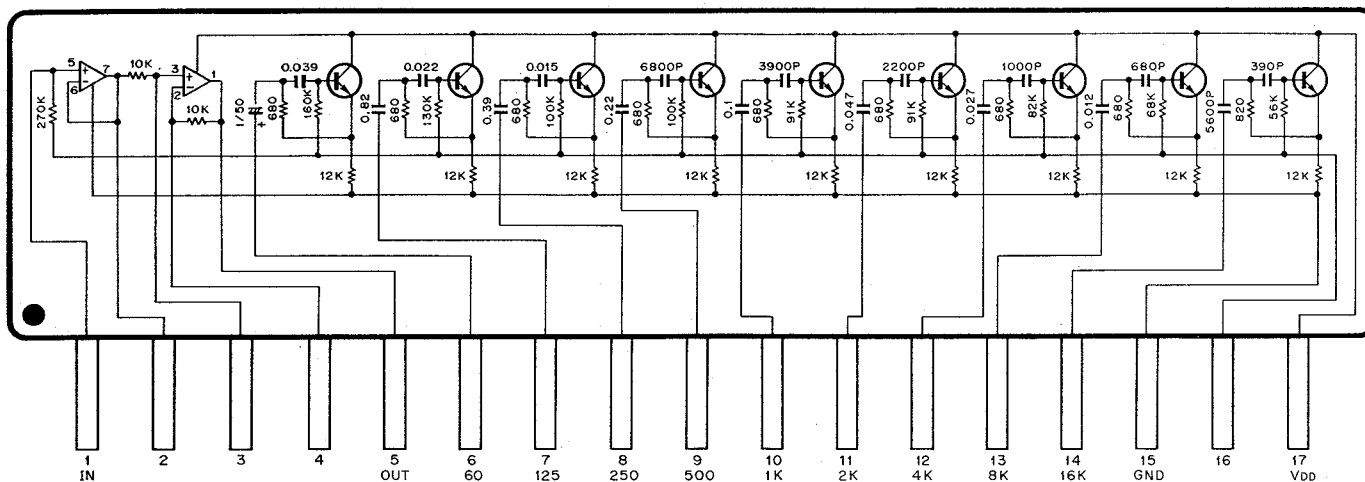 0.039 0.022 0.015 6800P 3900P 2200P 1000P 680P 390P
5 + 7 10K 3 + 1
6 - - 2
270K 10K 1/50 + 680 160K 0.82 680 130K 0.39 680 100K 0.22 680 100K 0.1 680 91K 0.047 680 91K 0.027 680 82K 0.012 680 68K 5600P 820 56K
12K 12K 12K 12K 12K 12K 12K 12K 12K
1 2 3 4 5 6 7 8 9 10 11 12 13 14 15 16 17
IN OUT 60 125 250 500 1K 2K 4K 8K 16K GND VDD